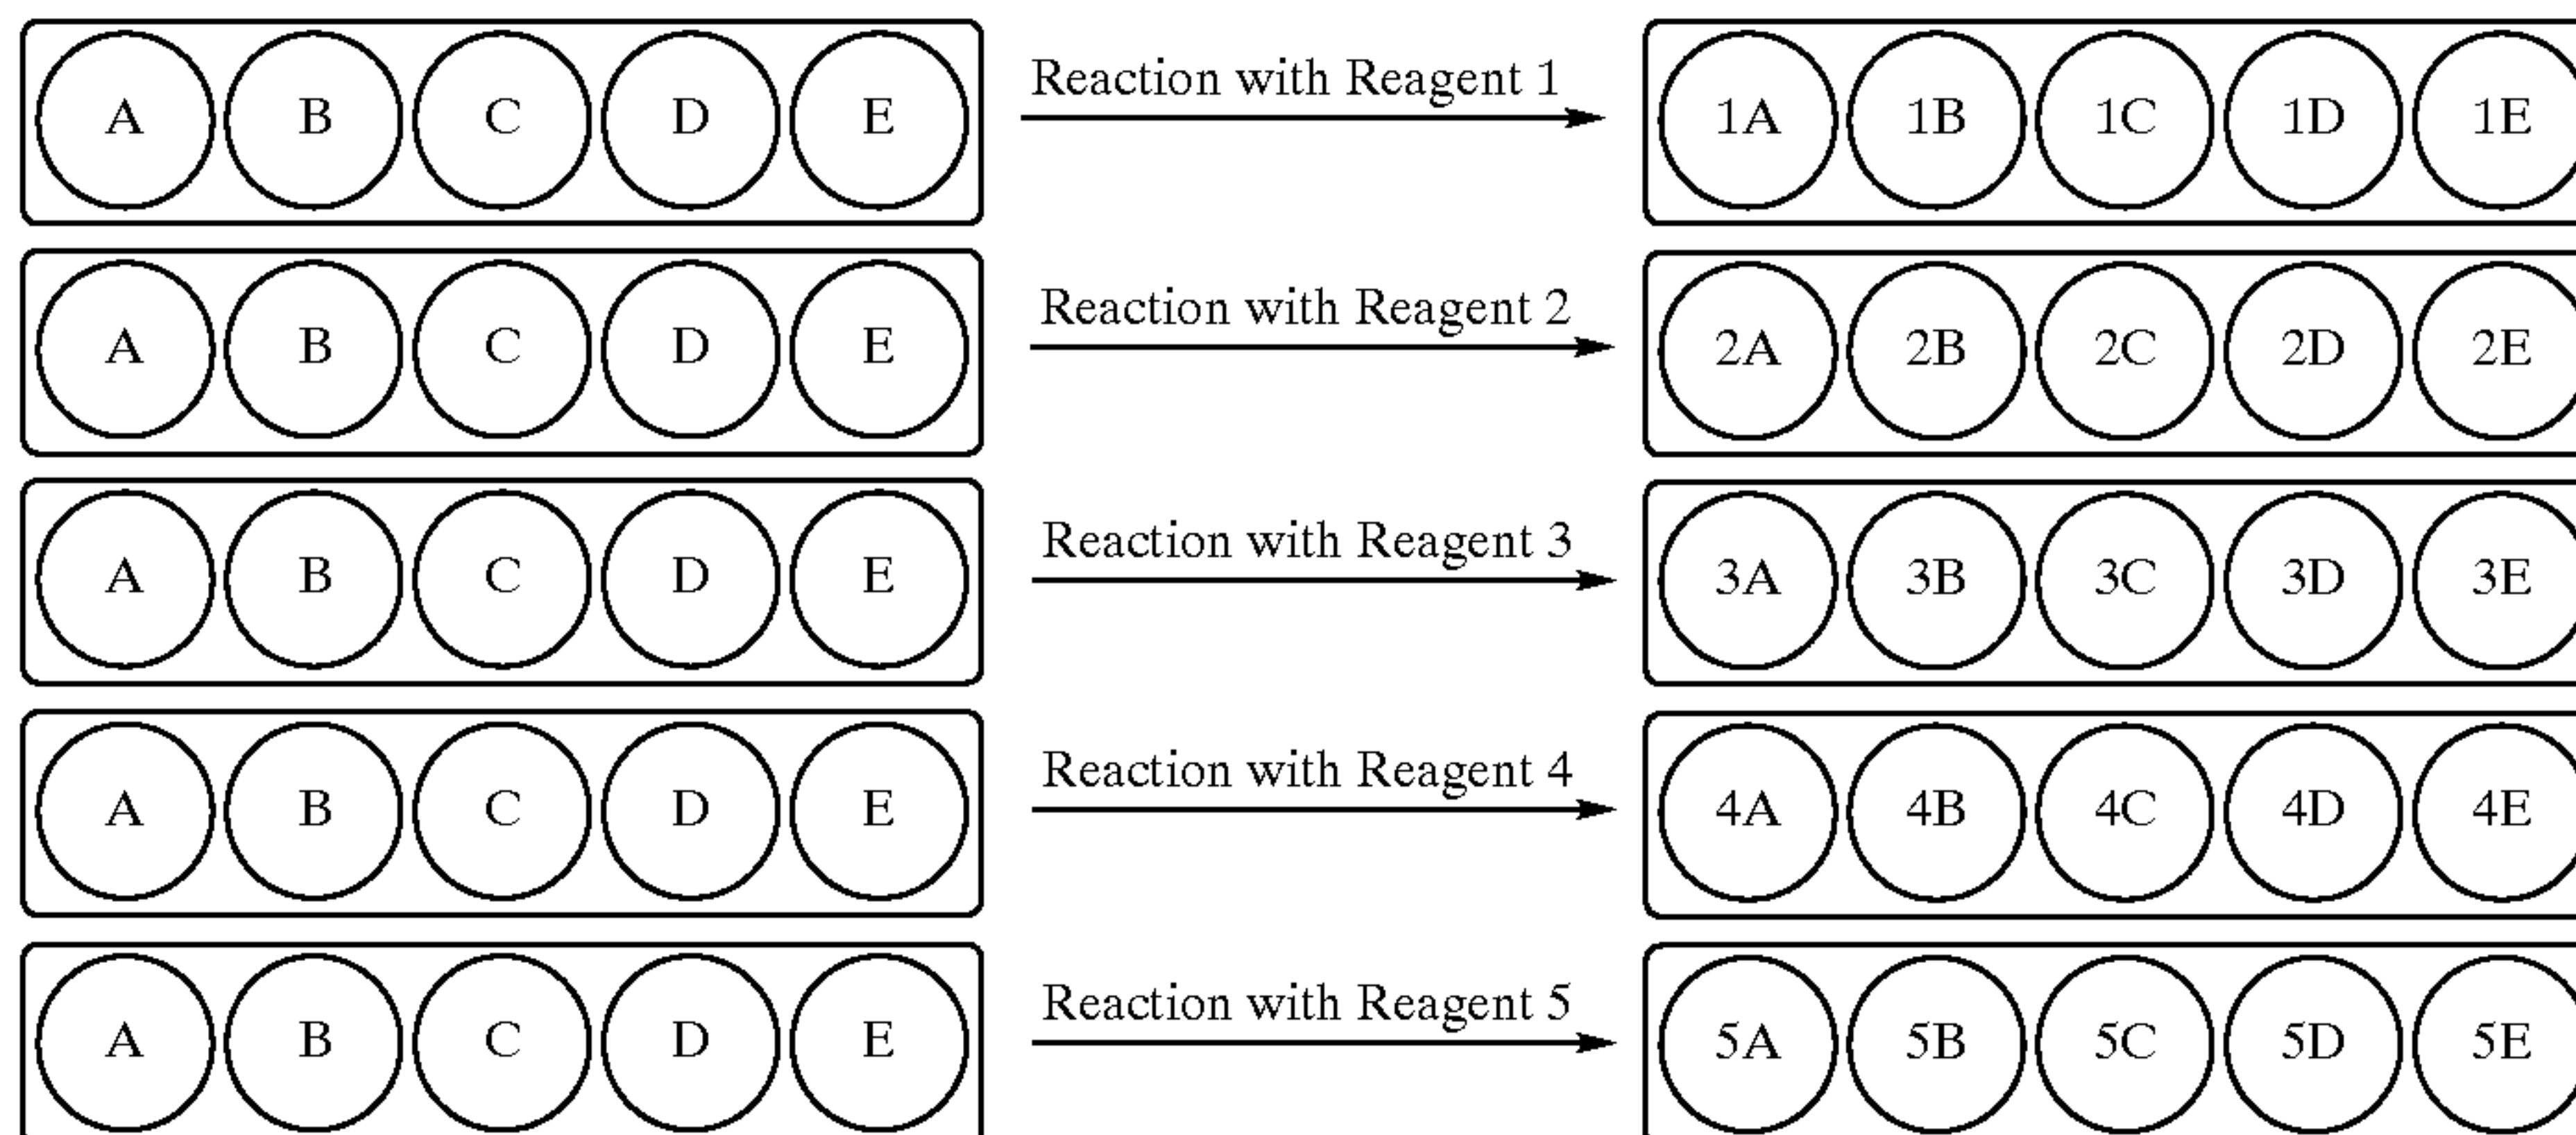 A B C D E Reaction with Reagent 1 1A 1B 1C 1D 1E
A B C D E Reaction with Reagent 2 2A 2B 2C 2D 2E
A B C D E Reaction with Reagent 3 3A 3B 3C 3D 3E
A B C D E Reaction with Reagent 4 4A 4B 4C 4D 4E
A B C D E Reaction with Reagent 5 5A 5B 5C 5D 5E